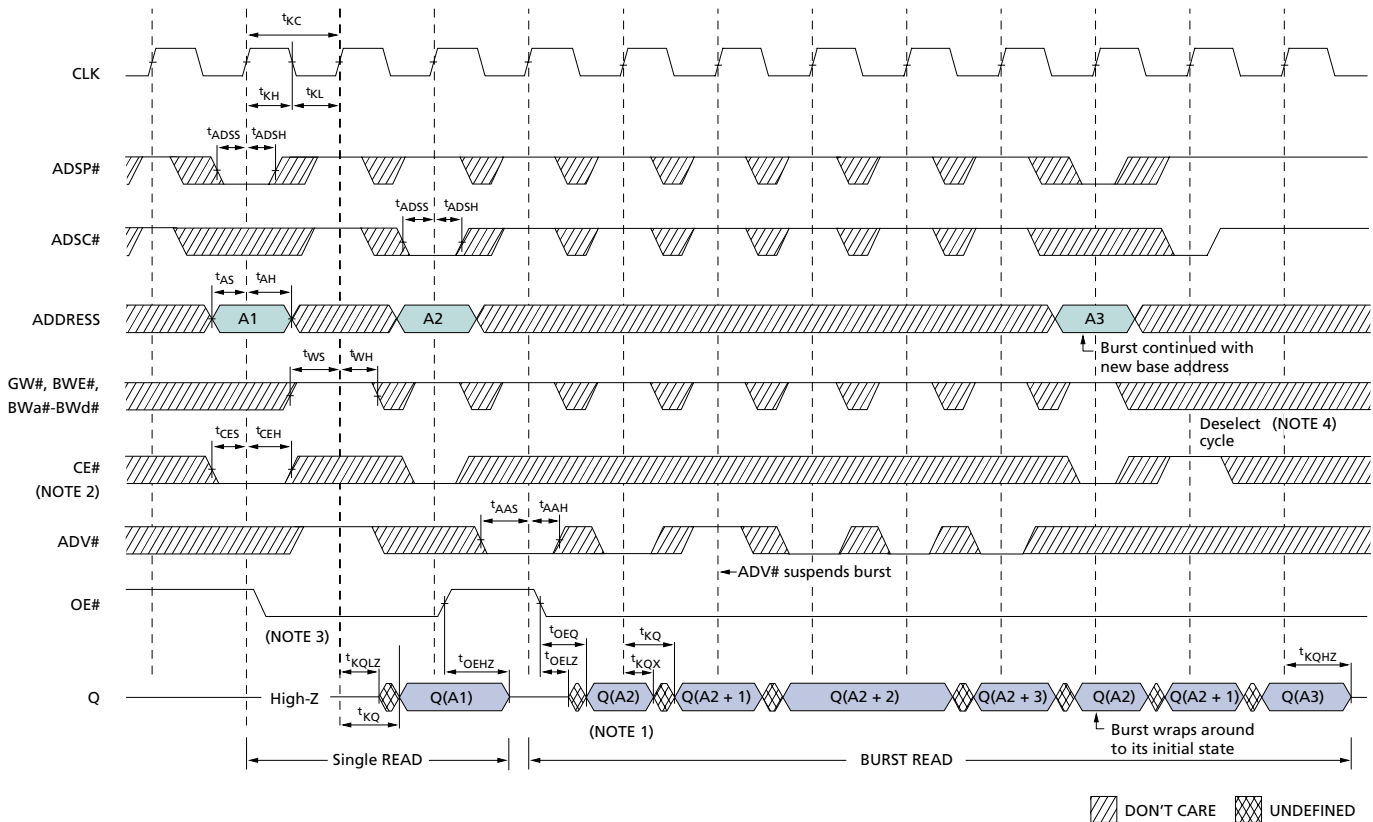 tKC
CLK
tKH tKL
tADSS tADSH
ADSP#
tADSS tADSH
ADSC#
tAS tAH
ADDRESS A1 A2 A3
Burst continued with
new base address
tWS tWH
GW#, BWE#,
BWa#-BWd#
Deselect (NOTE 4)
cycle
tCES tCEH
CE#
(NOTE 2)
tAAS tAAH
ADV#
ADV# suspends burst
OE#
(NOTE 3)
tKQLZ tOEHZ tOEQ tOELZ tKQ tKQX tKQHZ
Q High-Z Q(A1) Q(A2) Q(A2 + 1) Q(A2 + 2) Q(A2 + 3) Q(A2) Q(A2 + 1) Q(A3)
tKQ
(NOTE 1)
Burst wraps around
to its initial state
Single READ BURST READ
DON'T CARE UNDEFINED